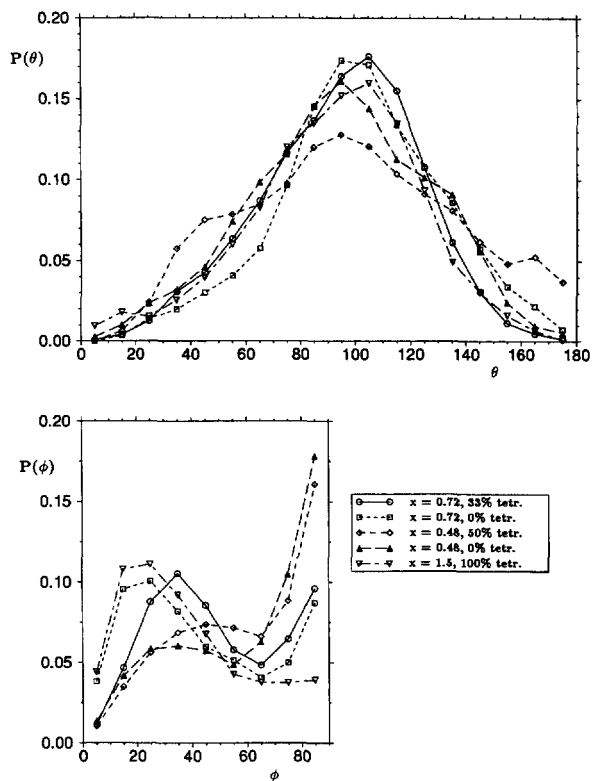 0.20
P(θ)
0.15
0.10
0.05
0.00
0 20 40 60 80 100 120 140 160 180
θ
0.20
P(ϕ)
0.15
0.10
0.05
0.00
0 20 40 60 80
ϕ
x = 0.72, 33% tetr.
x = 0.72, 0% tetr.
x = 0.48, 50% tetr.
x = 0.48, 0% tetr.
x = 1.5, 100% tetr.